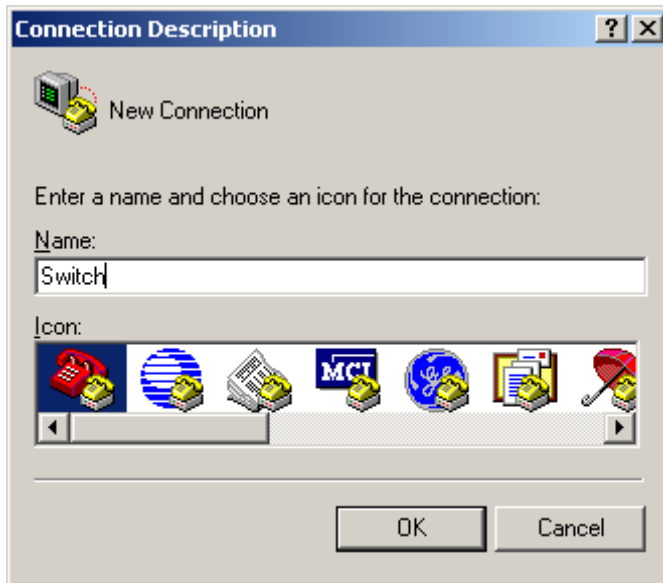 Connection Description
New Connection
Enter a name and choose an icon for the connection:
Name:
Switch
Icon:
MCI
OK Cancel